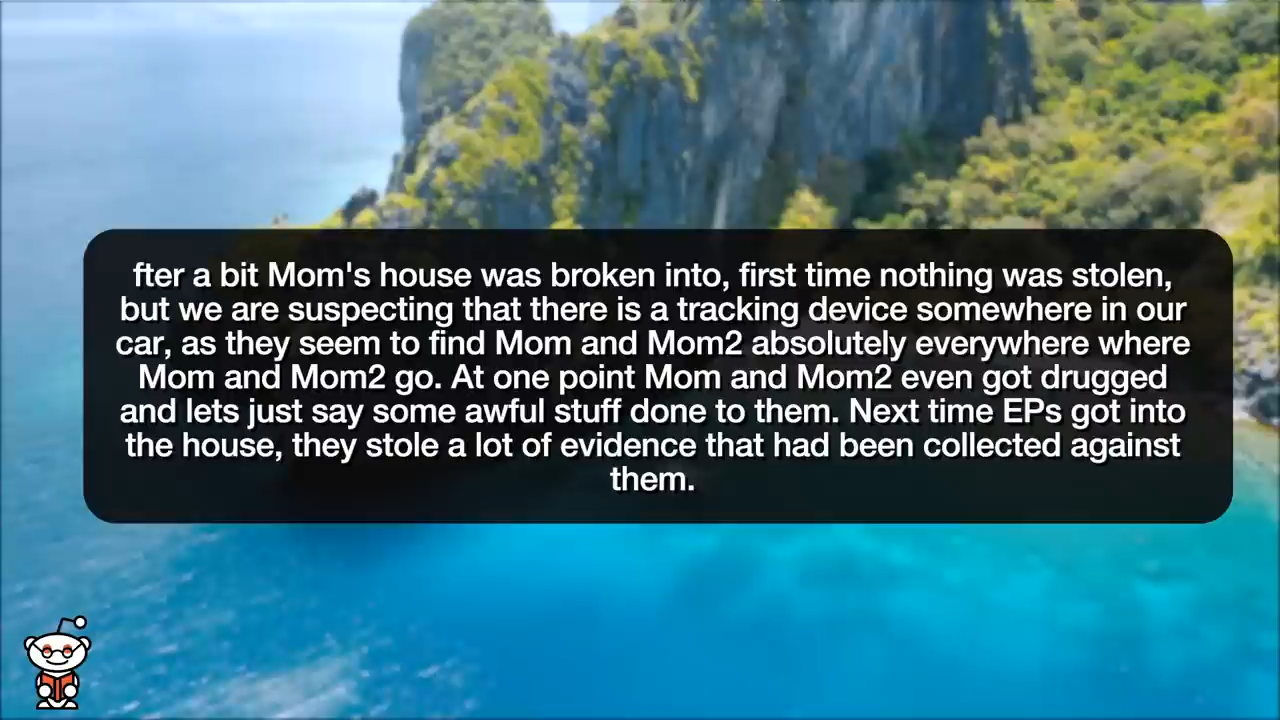 fter a bit Mom's house was broken into, first time nothing was stolen,
but we are suspecting that there is a tracking device somewhere in our
car, as they seem to find Mom and Mom2 absolutely everywhere where
Mom and Mom2 go. At one point Mom and Mom2 even got drugged
and lets just say some awful stuff done to them. Next time EPs got into
the house, they stole a lot of evidence that had been collected against
them.